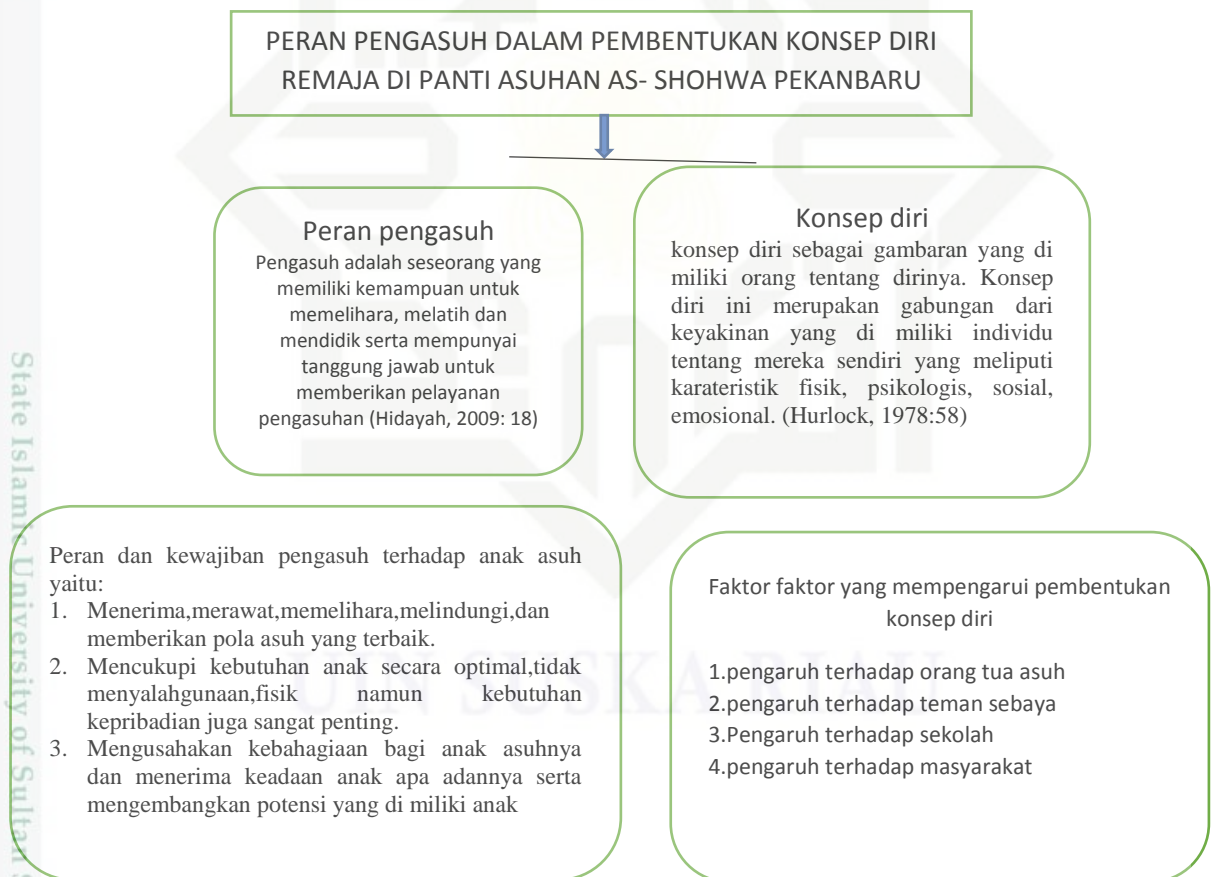 PERAN PENGASUH DALAM PEMBENTUKAN KONSEP DIRI
REMAJA DI PANTI ASUHAN AS- SHOHWA PEKANBARU
Peran pengasuh
Pengasuh adalah seseorang yang
memiliki kemampuan untuk
memelihara, melatih dan
mendidik serta mempunyai
tanggung jawab untuk
memberikan pelayanan
pengasuhan (Hidayah, 2009: 18)
Konsep diri
konsep diri sebagai gambaran yang di
miliki orang tentang dirinya. Konsep
diri ini merupakan gabungan dari
keyakinan yang di miliki individu
tentang mereka sendiri yang meliputi
karateristik fisik, psikologis, sosial,
emosional. (Hurlock, 1978:58)
Peran dan kewajiban pengasuh terhadap anak asuh
yaitu:
1. Menerima,merawat,memelihara,melindungi,dan
memberikan pola asuh yang terbaik.
2. Mencukupi kebutuhan anak secara optimal,tidak
menyalahgunaan,fisik namun kebutuhan
kepribadian juga sangat penting.
3. Mengusahakan kebahagiaan bagi anak asuhnya
dan menerima keadaan anak apa adannya serta
mengembangkan potensi yang di miliki anak
Faktor faktor yang mempengarui pembentukan
konsep diri
1.pengaruh terhadap orang tua asuh
2.pengaruh terhadap teman sebaya
3.Pengaruh terhadap sekolah
4.pengaruh terhadap masyarakat
UIN SUSKA RIAU
State Islamic University of Sultan